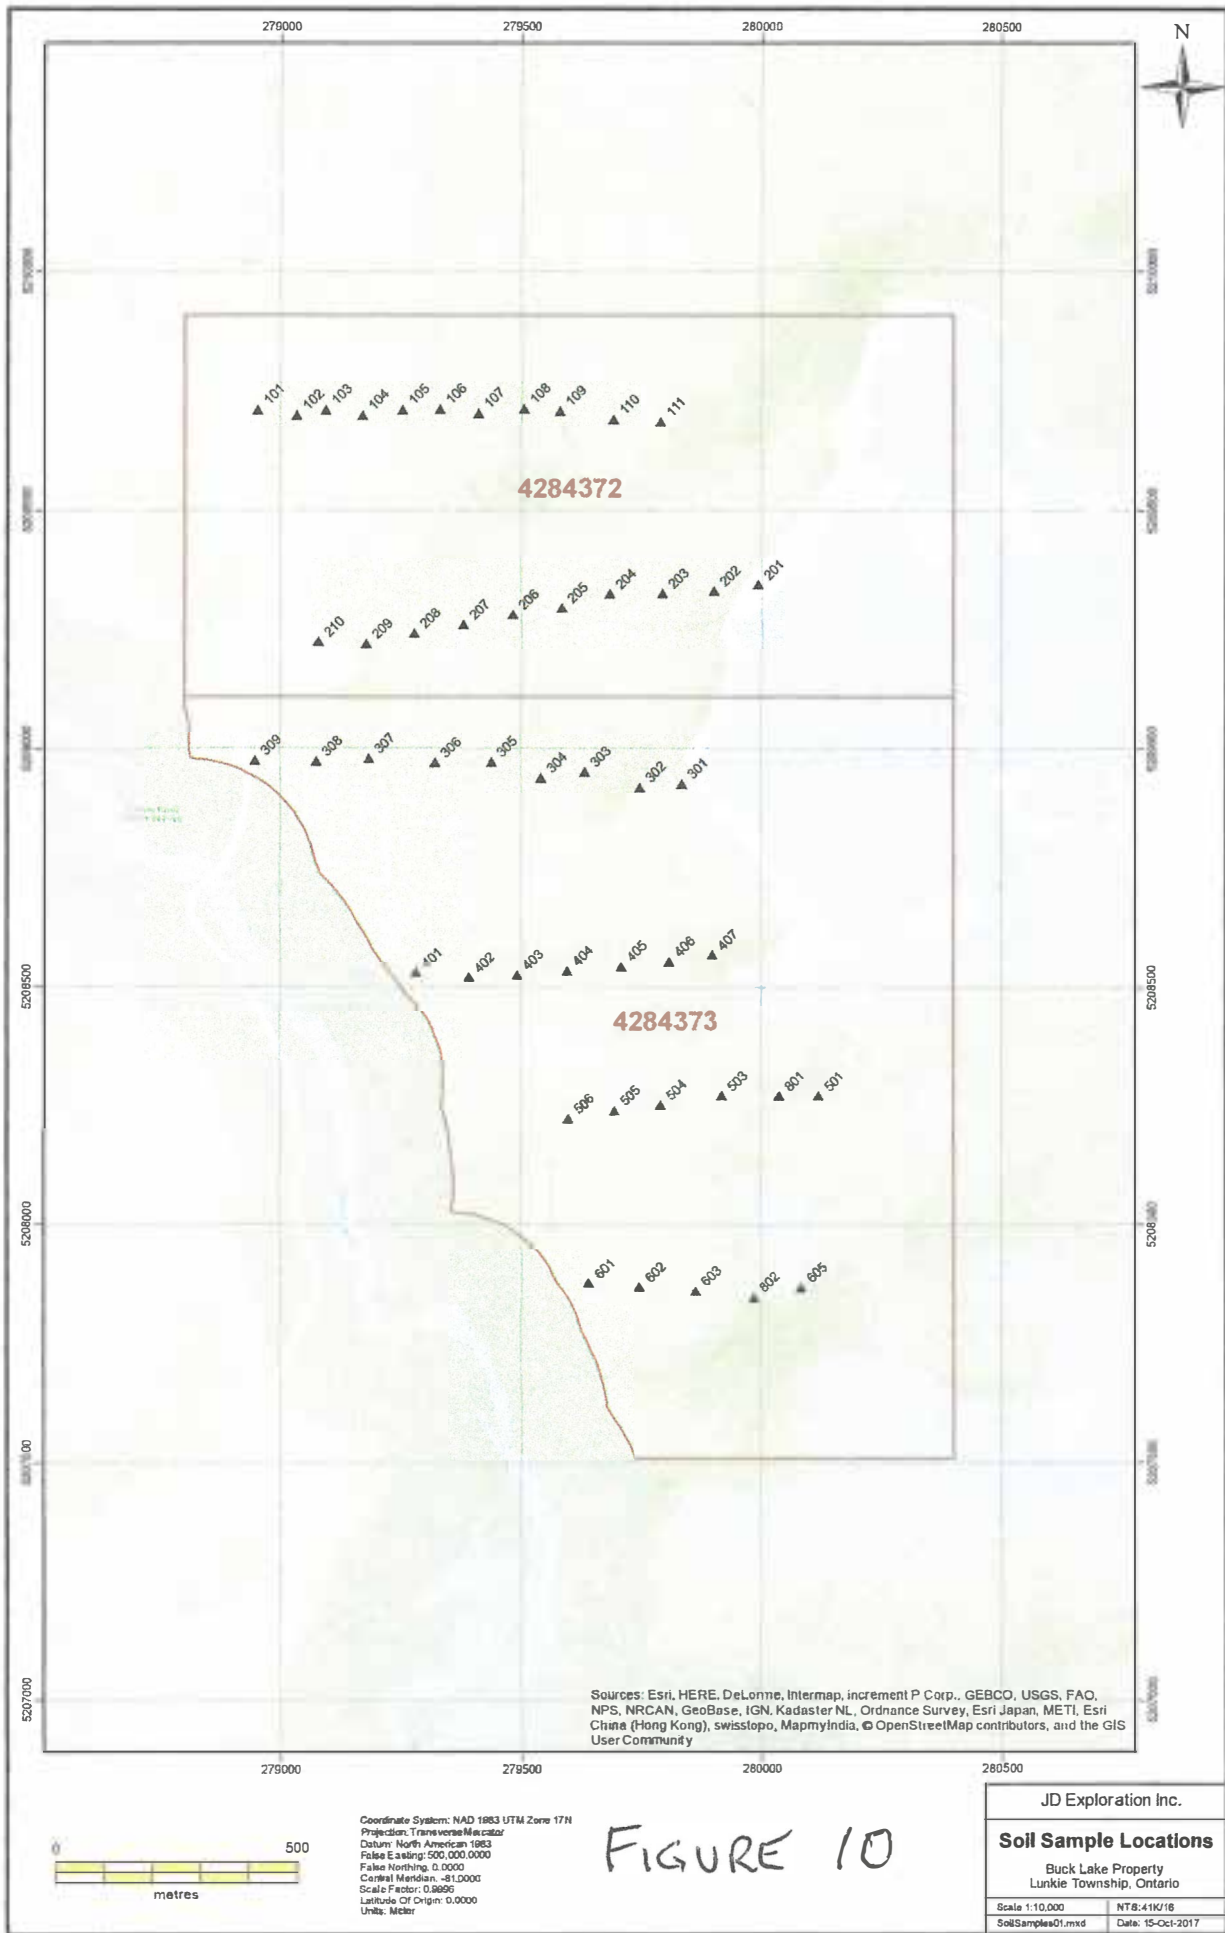 279000 279500 280000 280500
N
101 102 103 104 105 106 107 108 109 110 111
4284372
210 209 208 207 206 205 204 203 202 201
309 308 307 306 305 304 303 302 301
401 402 403 404 405 406 407
5208500 5208500
4284373
506 505 504 503 801 501
5208000
601 602 603 802 605
Sources: Esri, HERE, DeLorme, Intermap, increment P Corp., GEBCO, USGS, FAO,
NPS, NRCAN, GeoBase, IGN, Kadaster NL, Ordnance Survey, Esri Japan, METI, Esri
China (Hong Kong), swisstopo, MapmyIndia, © OpenStreetMap contributors, and the GIS
User Community
279000 279500 280000 280500
0 500
metres
Coordinate System: NAD 1983 UTM Zone 17N
Projection: Transverse Mercator
Datum: North American 1983
False Easting: 500,000.0000
False Northing: 0.0000
Central Meridian: -81.0000
Scale Factor: 0.9996
Latitude Of Origin: 0.0000
Units: Meter
FIGURE 10
JD Exploration Inc.
Soil Sample Locations
Buck Lake Property
Lunkie Township, Ontario
Scale 1:10,000 NTS:41K/16
SoilSamples01.mxd Date: 15-Oct-2017